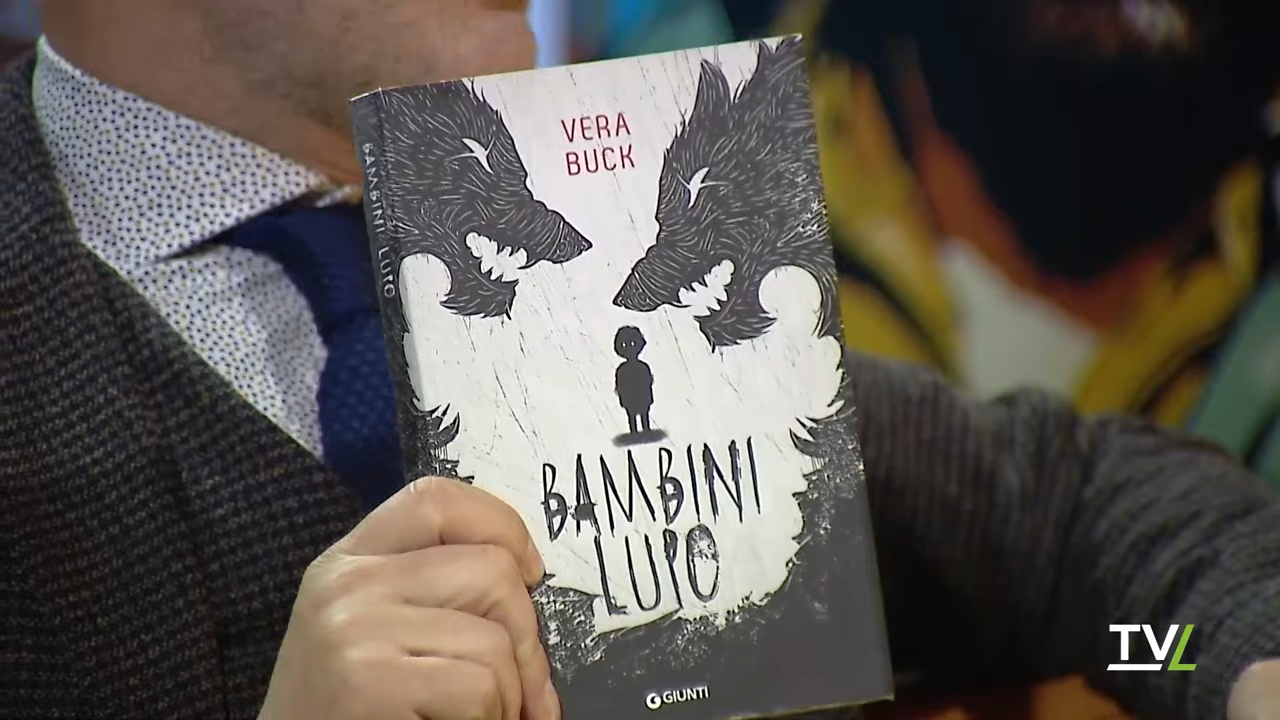 VERA
BUCK
BAMBINI LUPO
BAMBINI
LUPO
GIUNTI
TVL